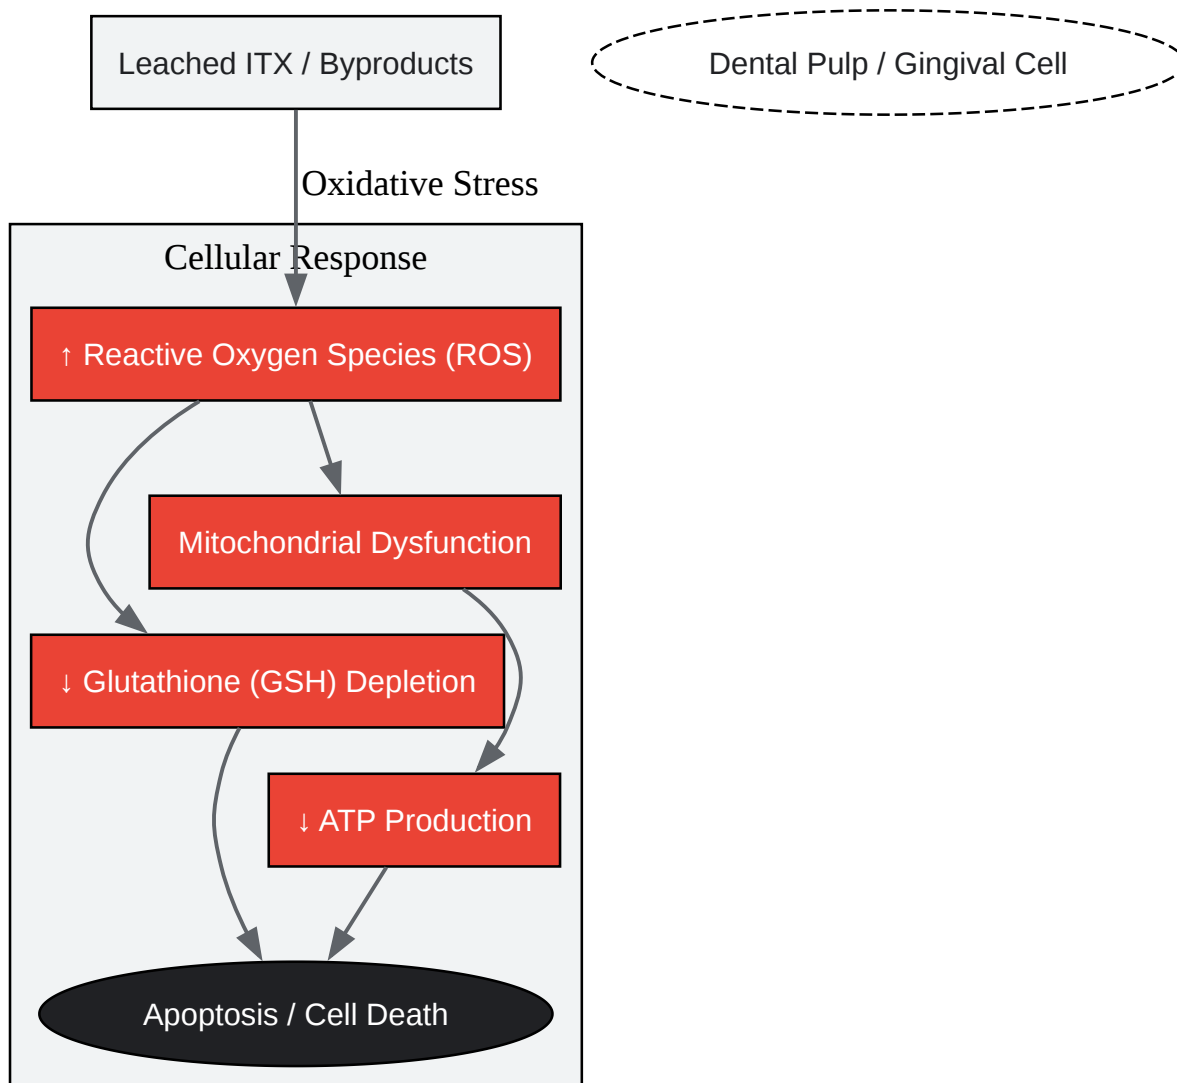 Leached ITX / Byproducts
Dental Pulp / Gingival Cell
Oxidative Stress
Cellular Response
↑ Reactive Oxygen Species (ROS)
Mitochondrial Dysfunction
↓ Glutathione (GSH) Depletion
↓ ATP Production
Apoptosis / Cell Death